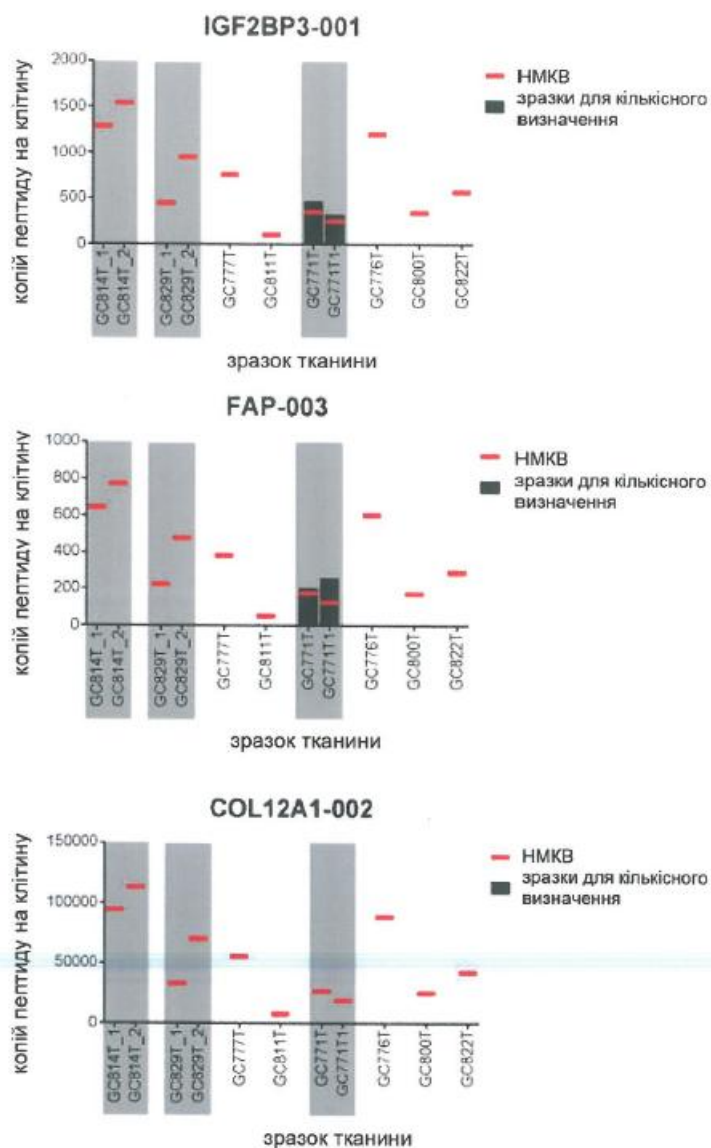 IGF2BP3-001
копій пептиду на клітину
2000
1500
1000
500
0
НМКВ
зразки для кількісного
визначення
GC814T_1
GC814T_2
GC829T_1
GC829T_2
GC777T
GC811T
GC771T
GC771T1
GC776T
GC800T
GC822T
зразок тканини
FAP-003
копій пептиду на клітину
1000
800
600
400
200
0
НМКВ
зразки для кількісного
визначення
GC814T_1
GC814T_2
GC829T_1
GC829T_2
GC777T
GC811T
GC771T
GC771T1
GC776T
GC800T
GC822T
зразок тканини
COL12A1-002
копій пептиду на клітину
150000
100000
50000
0
НМКВ
зразки для кількісного
визначення
GC814T_1
GC814T_2
GC829T_1
GC829T_2
GC777T
GC811T
GC771T
GC771T1
GC776T
GC800T
GC822T
зразок тканини